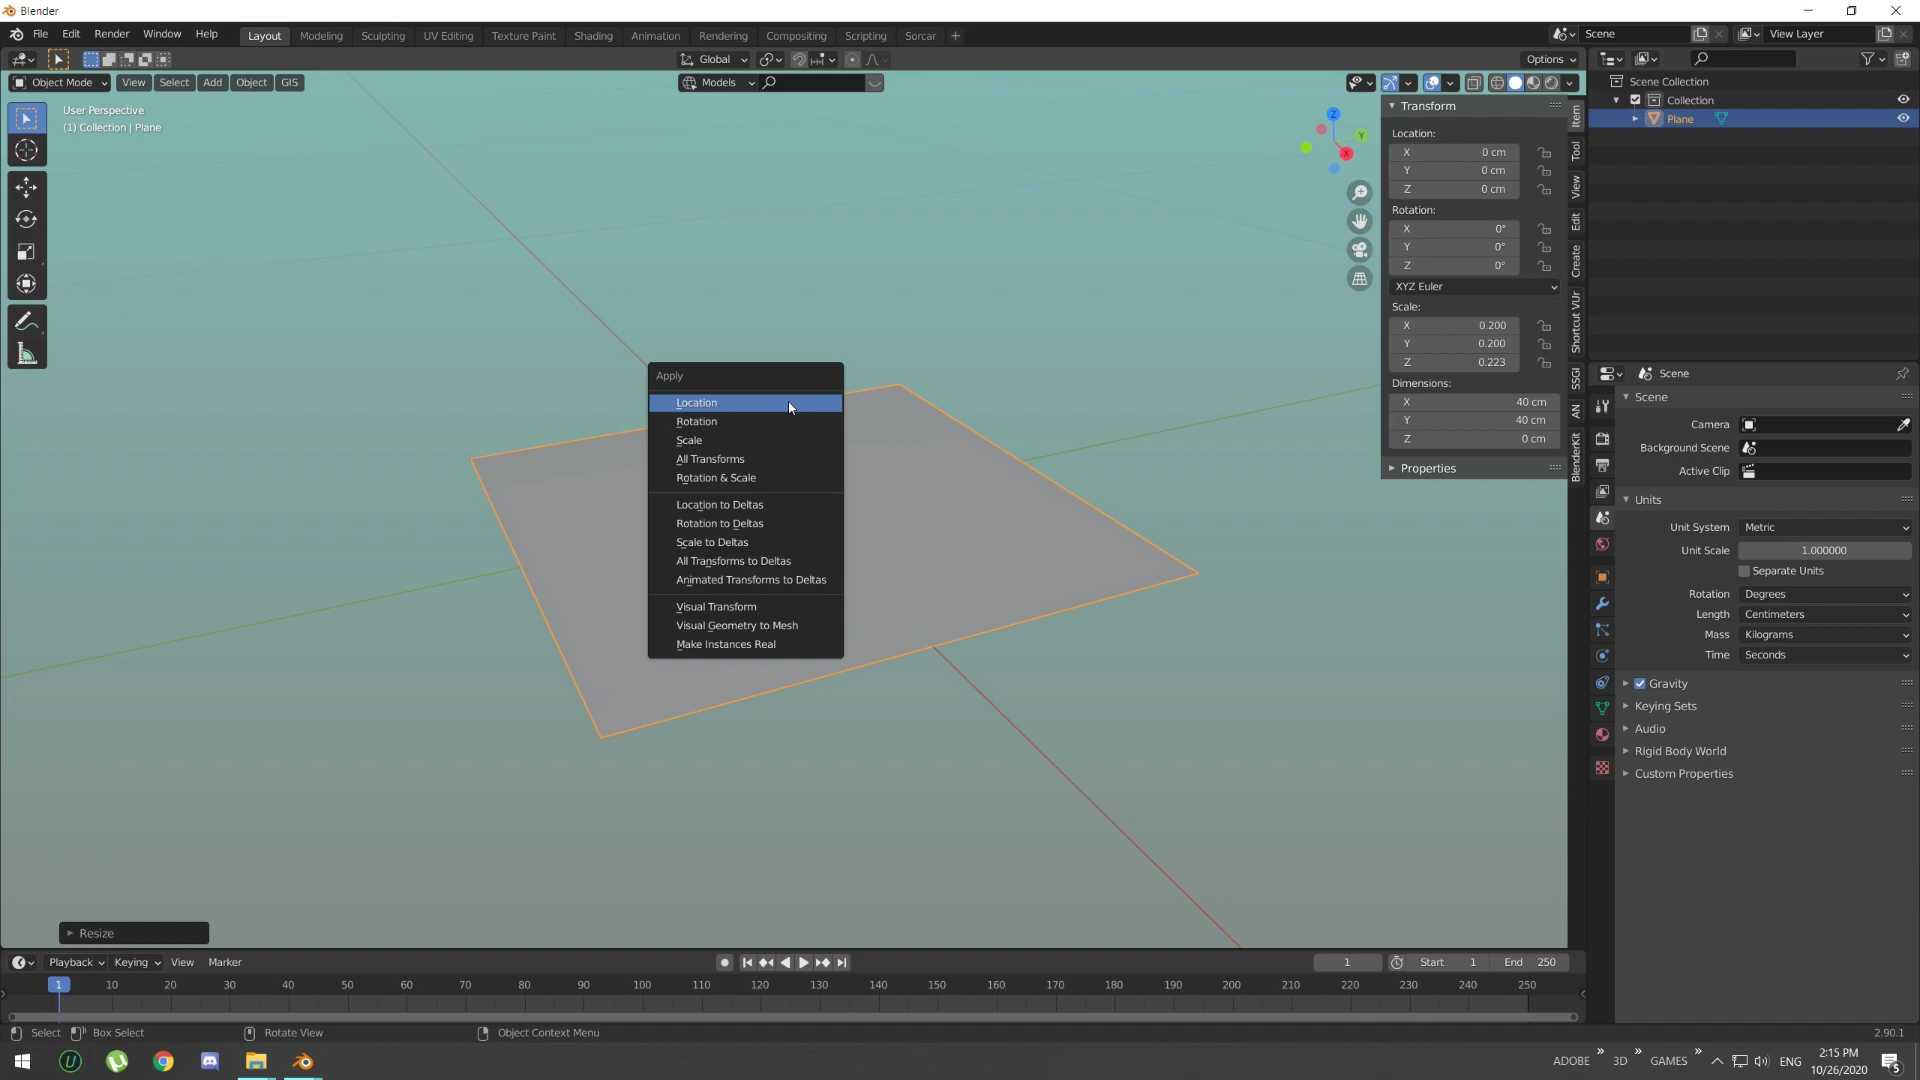 Blender
File Edit Render Window Help Layout Modeling Sculpting UV Editing Texture Paint Shading Animation Rendering Compositing Scripting Sorcar + Scene View Layer
Global Options
Object Mode View Select Add Object GIS Models
User Perspective
(1) Collection | Plane
Z
Y
X
Transform
Location:
X 0 cm
Y 0 cm
Z 0 cm
Rotation:
X 0°
Y 0°
Z 0°
XYZ Euler
Scale:
X 0.200
Y 0.200
Z 0.223
Dimensions:
X 40 cm
Y 40 cm
Z 0 cm
Properties
Item
Tool
View
Edit
Create
Shortcut VUr
SSGI
AN
BlenderKit
Scene Collection
Collection
Plane
Apply
Location
Rotation
Scale
All Transforms
Rotation & Scale
Location to Deltas
Rotation to Deltas
Scale to Deltas
All Transforms to Deltas
Animated Transforms to Deltas
Visual Transform
Visual Geometry to Mesh
Make Instances Real
Scene
Scene
Camera
Background Scene
Active Clip
Units
Unit System Metric
Unit Scale 1.000000
Separate Units
Rotation Degrees
Length Centimeters
Mass Kilograms
Time Seconds
Gravity
Keying Sets
Audio
Rigid Body World
Custom Properties
Resize
Playback Keying View Marker 1 Start 1 End 250
1 10 20 30 40 50 60 70 80 90 100 110 120 130 140 150 160 170 180 190 200 210 220 230 240 250
Select Box Select Rotate View Object Context Menu 2.90.1
ADOBE » 3D » GAMES » ENG 2:15 PM
10/26/2020 5